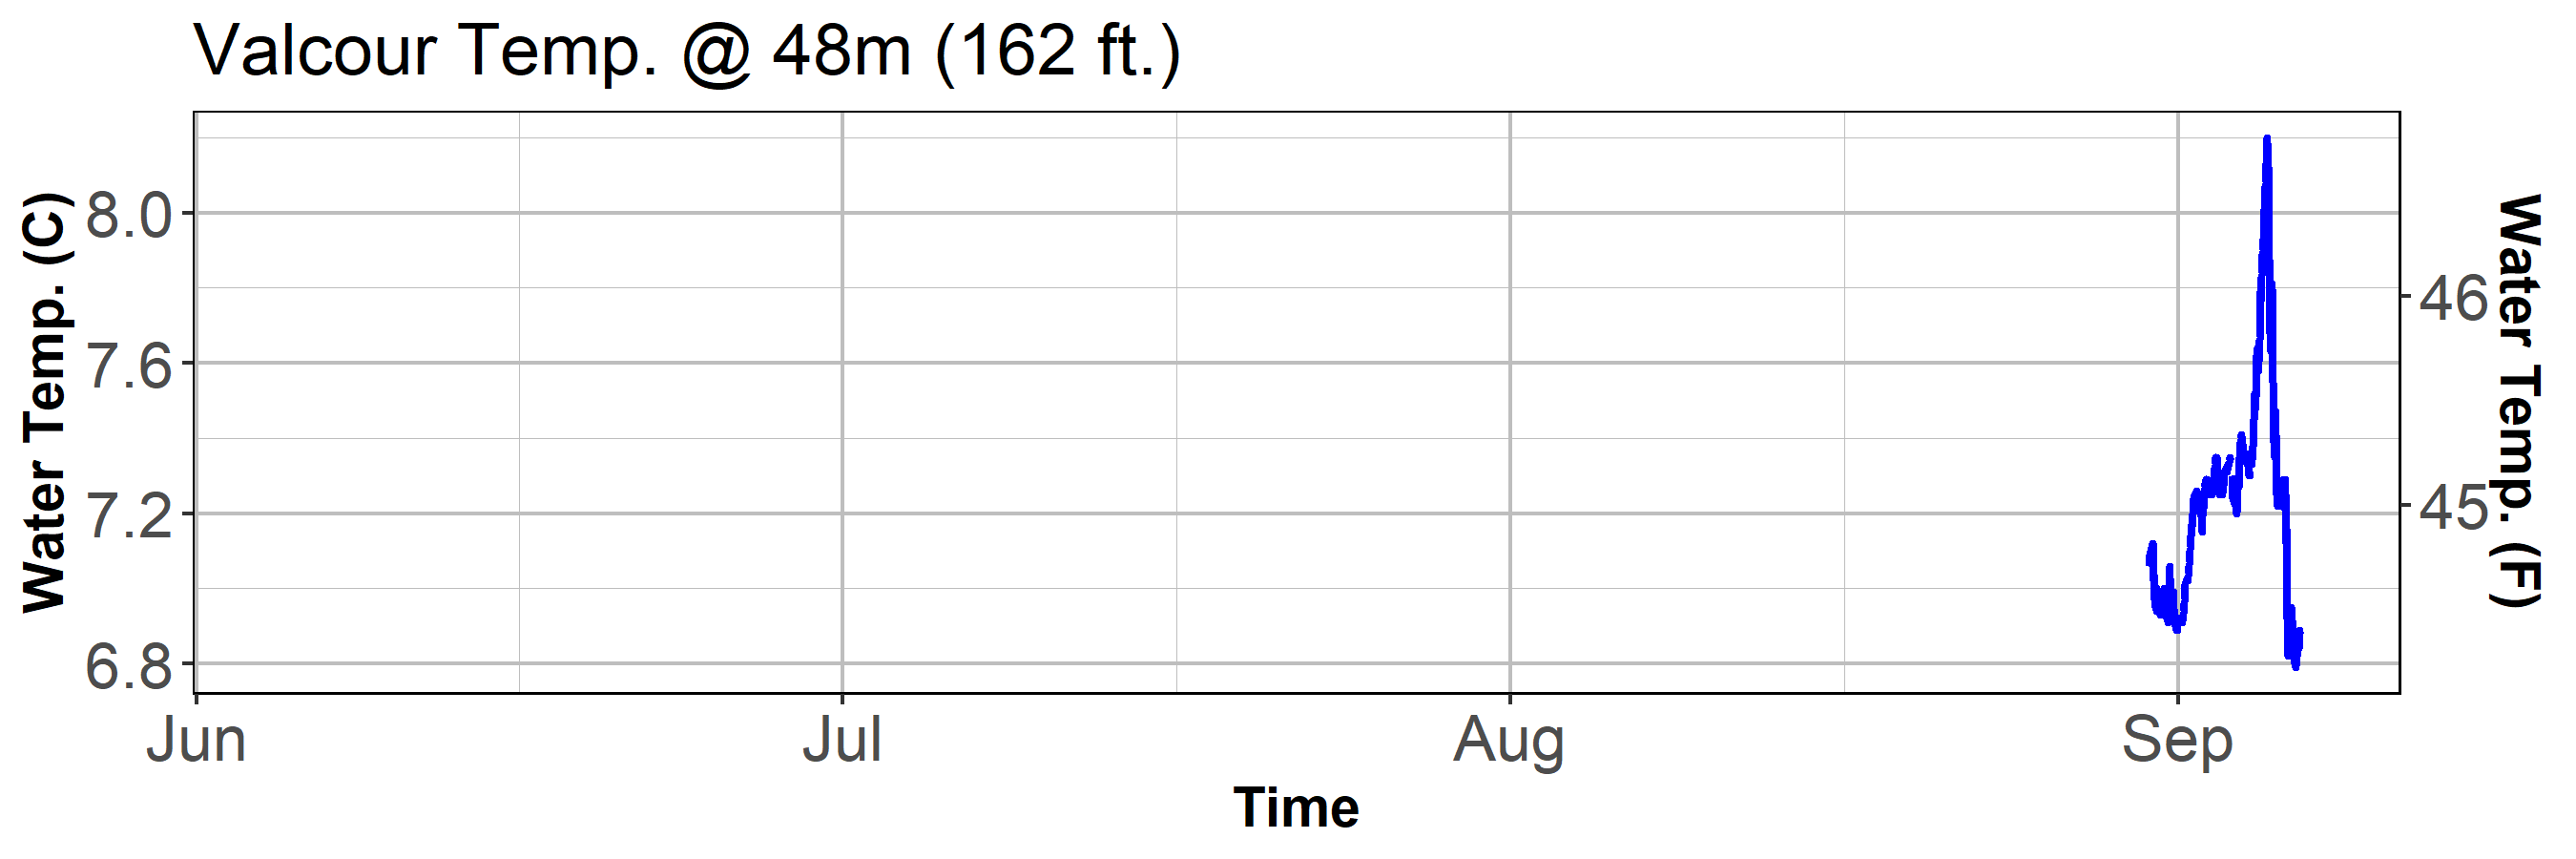 Valcour Temp. @ 48m (162 ft.)
Water Temp. (C)
8.0
7.6
7.2
6.8
46
45
Water Temp. (F)
Jun Jul Aug Sep
Time